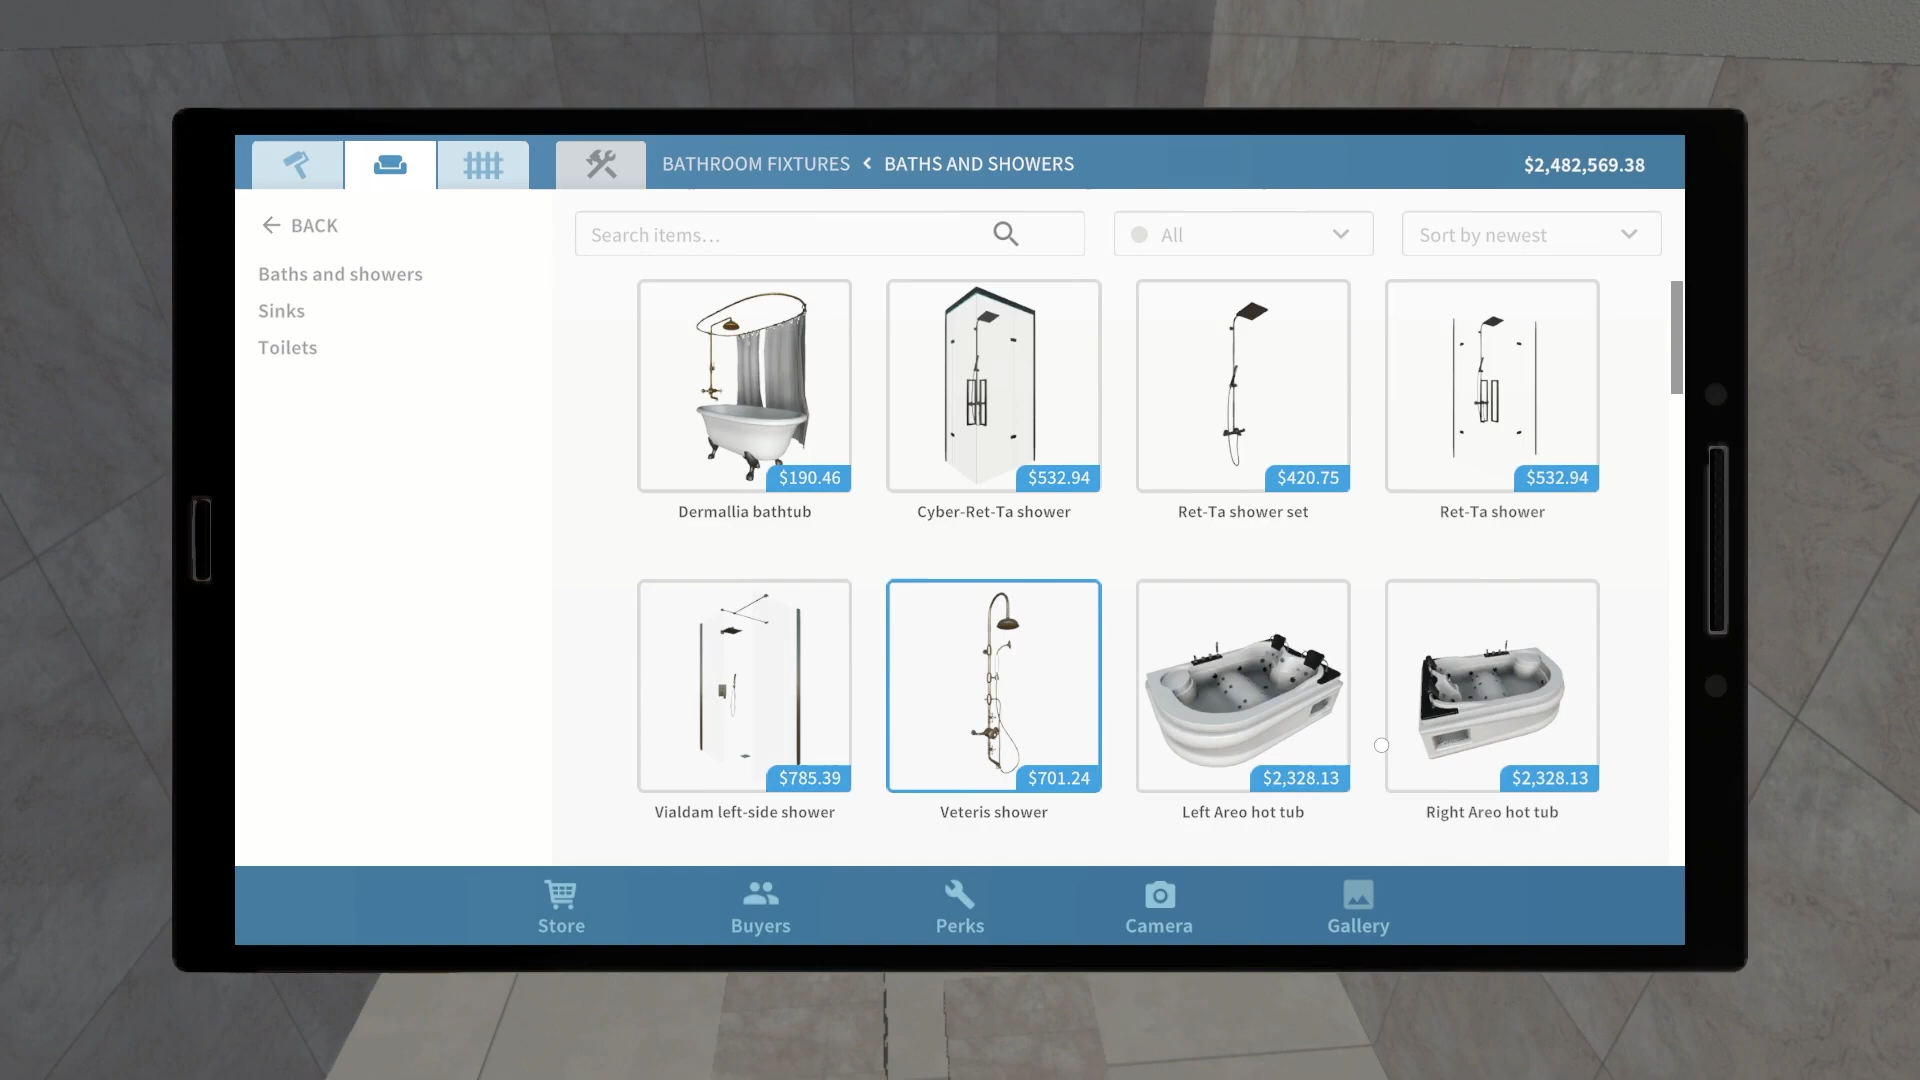 BATHROOM FIXTURES < BATHS AND SHOWERS
$2,482,569.38
BACK
Baths and showers
Sinks
Toilets
Search items...
All
Sort by newest
$190.46
$532.94
$420.75
$532.94
Dermallia bathtub
Cyber-Ret-Ta shower
Ret-Ta shower set
Ret-Ta shower
$785.39
$701.24
$2,328.13
$2,328.13
Vialdam left-side shower
Veteris shower
Left Areo hot tub
Right Areo hot tub
Store
Buyers
Perks
Camera
Gallery